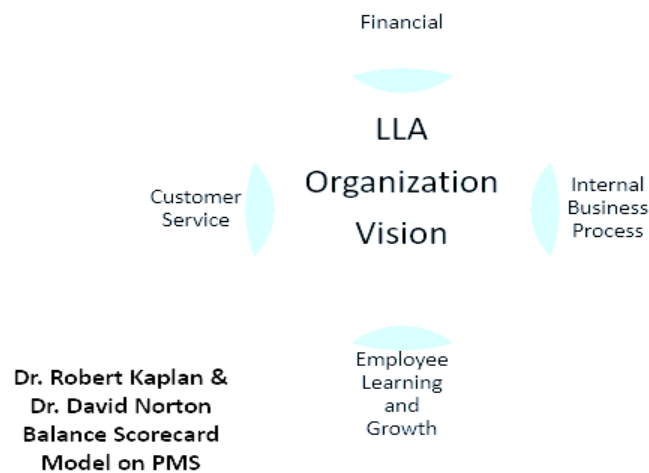 Financial
LLA
Organization
Vision
Customer
Service
Internal
Business
Process
Employee
Learning
and
Growth
Dr. Robert Kaplan &
Dr. David Norton
Balance Scorecard
Model on PMS